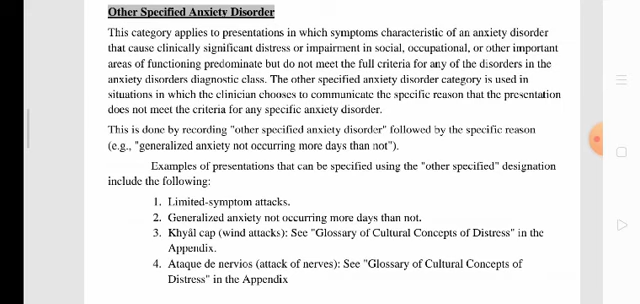 Other Specified Anxiety Disorder
This category applies to presentations in which symptoms characteristic of an anxiety disorder
that cause clinically significant distress or impairment in social, occupational, or other important
areas of functioning predominate but do not meet the full criteria for any of the disorders in the
anxiety disorders diagnostic class. The other specified anxiety disorder category is used in
situations in which the clinician chooses to communicate the specific reason that the presentation
does not meet the criteria for any specific anxiety disorder.
This is done by recording "other specified anxiety disorder" followed by the specific reason
(e.g., "generalized anxiety not occurring more days than not").
Examples of presentations that can be specified using the "other specified" designation
include the following:
1. Limited-symptom attacks.
2. Generalized anxiety not occurring more days than not.
3. Khyâl cap (wind attacks): See "Glossary of Cultural Concepts of Distress" in the
Appendix.
4. Ataque de nervios (attack of nerves): See "Glossary of Cultural Concepts of
Distress" in the Appendix